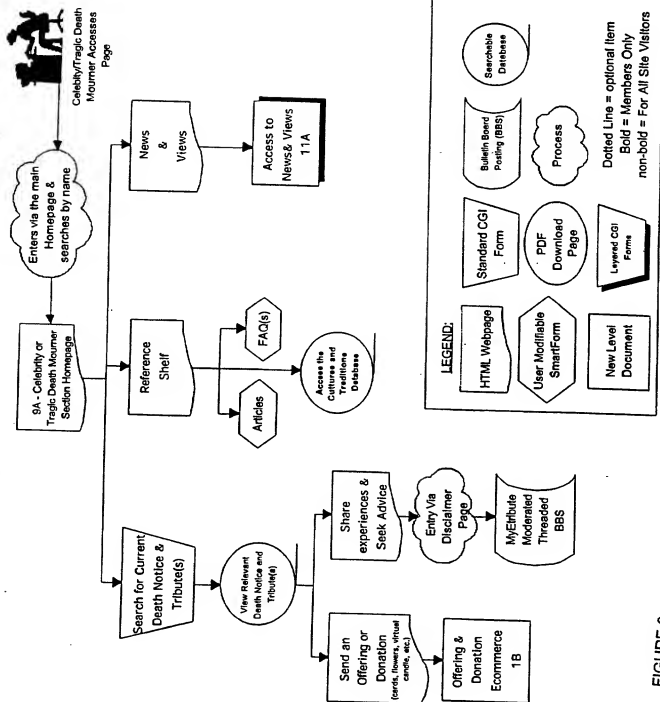 Celebity/Tragic Death
Mourner Accesses
Page
Enters via the main
Homepage &
searches by name
9A - Celebrity or
Tragic Death Mourner
Section Homepage
Search for Current
Death Notice &
Tribute(s)
View Relevant
Death Notice and
Tribute(s)
Send an
Offering or
Donation
(cards, flowers, virtual
candle, etc.)
Offering &
Donation
Ecommerce
1B
Share
experiences &
Seek Advice
Entry Via
Disclaimer
Page
MyEtribute
Moderated
Threaded
BBS
Reference
Shelf
Articles
FAQ(s)
Access the
Cultures and
Traditions
Database
News
&
Views
Access to
News& Views
11A
LEGEND:
HTML Webpage
Standard CGI
Form
Bulletin Board
Posting (BBS)
Searchable
Database
User Modifiable
SmartForm
PDF
Download
Page
Process
New Level
Document
Layered CGI
Forms
Dotted Line = optional item
Bold = Members Only
non-bold = For All Site Visitors